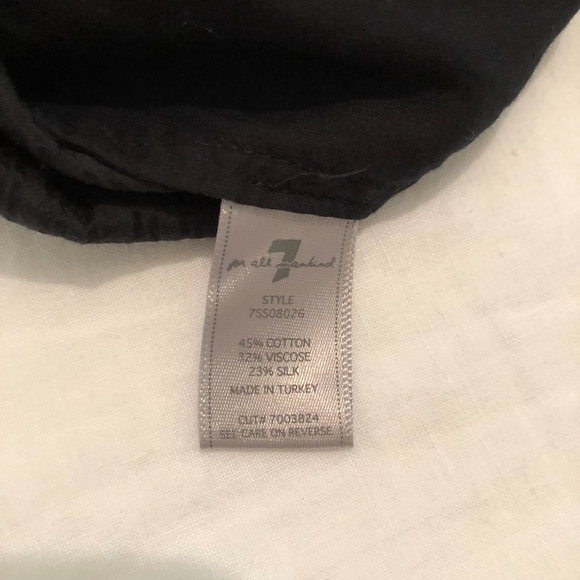 7
for all mankind
STYLE
7SS08026
45% COTTON
32% VISCOSE
23% SILK
MADE IN TURKEY
CUT# 7003824
SEE CARE ON REVERSE